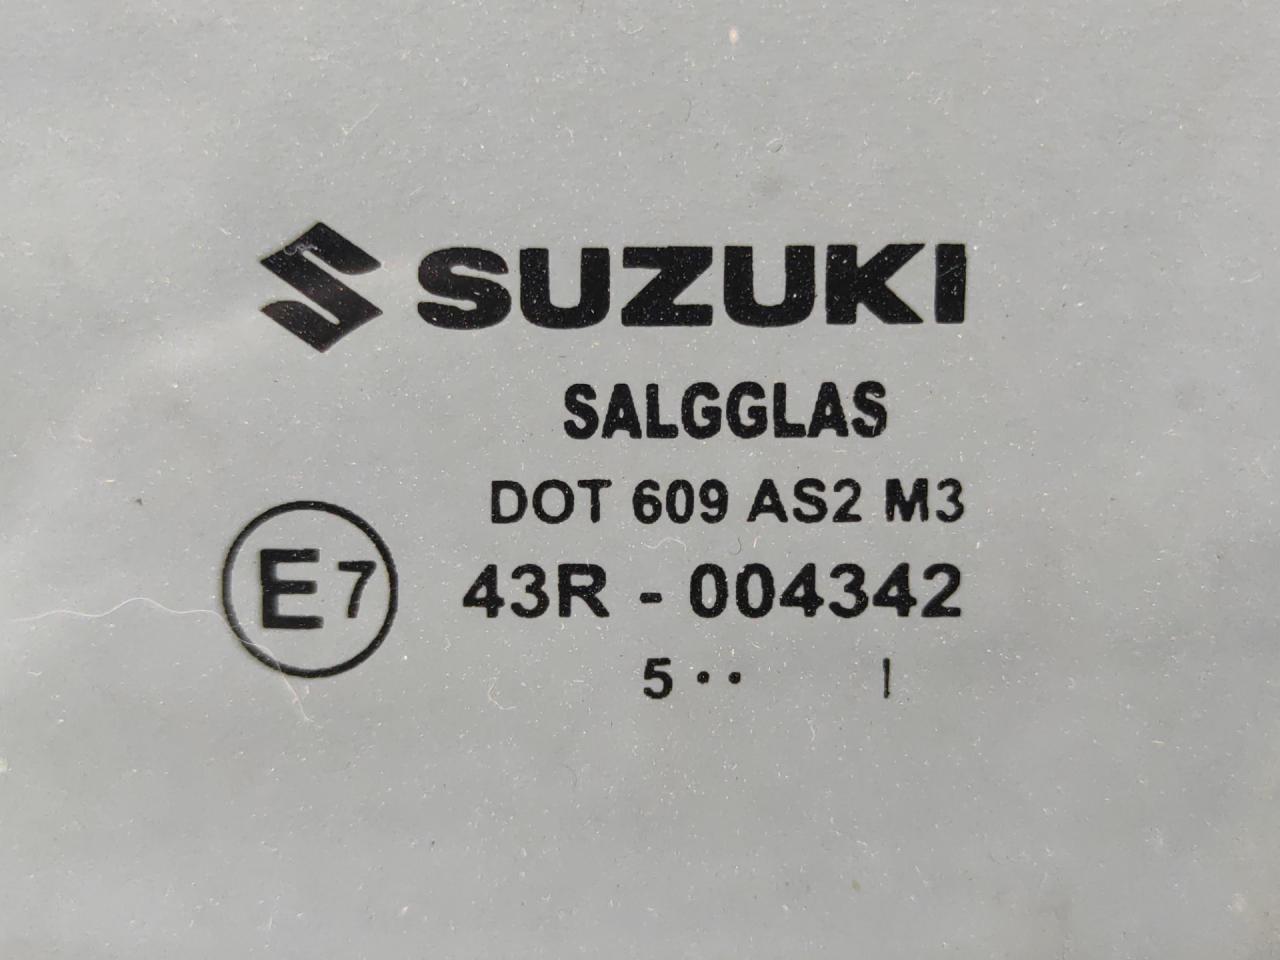 SUZUKI
SALGGLAS
DOT 609 AS2 M3
E7 43R - 004342
5 ·· |